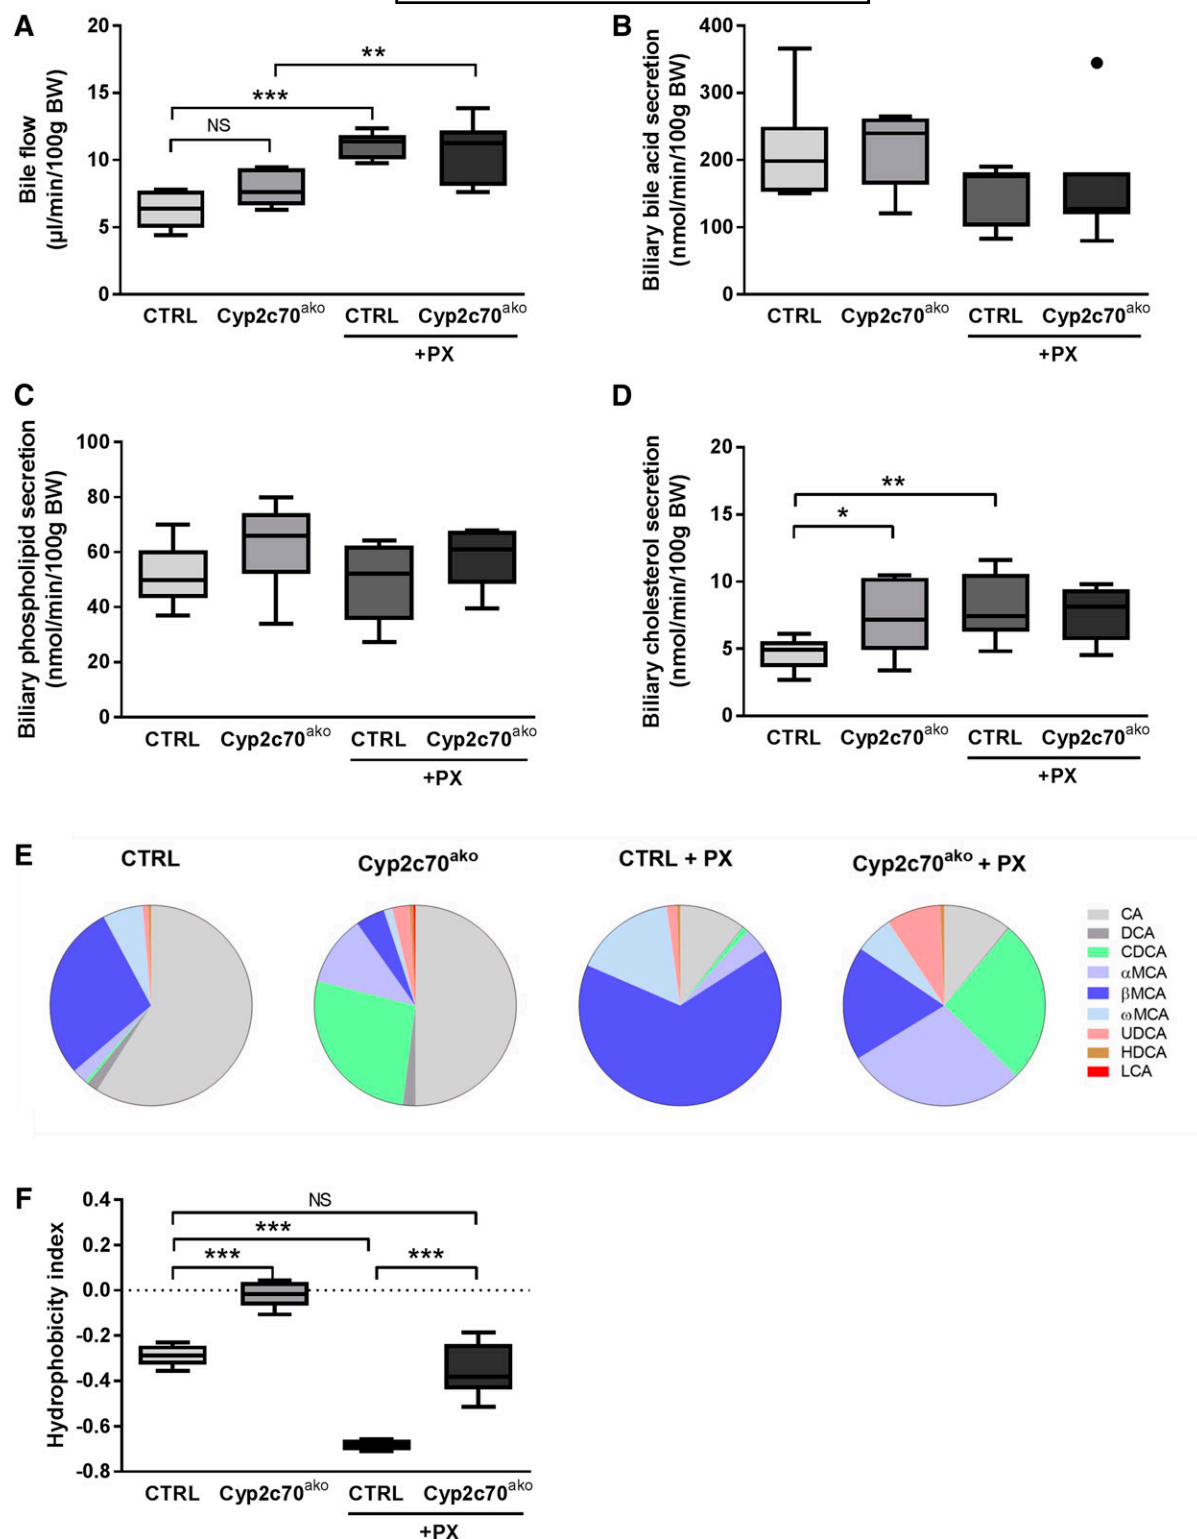 A
Bile flow
(µl/min/100g BW)
20
15
10
5
0
**
***
NS
CTRL Cyp2c70ako CTRL Cyp2c70ako
+PX
B
Biliary bile acid secretion
(nmol/min/100g BW)
400
300
200
100
0
CTRL Cyp2c70ako CTRL Cyp2c70ako
+PX
C
Biliary phospholipid secretion
(nmol/min/100g BW)
100
80
60
40
20
0
CTRL Cyp2c70ako CTRL Cyp2c70ako
+PX
D
Biliary cholesterol secretion
(nmol/min/100g BW)
20
15
10
5
0
**
*
CTRL Cyp2c70ako CTRL Cyp2c70ako
+PX
E
CTRL
Cyp2c70ako
CTRL + PX
Cyp2c70ako + PX
CA
DCA
CDCA
αMCA
βMCA
ωMCA
UDCA
HDCA
LCA
F
Hydrophobicity index
0.4
0.2
0.0
-0.2
-0.4
-0.6
-0.8
NS
***
*** ***
CTRL Cyp2c70ako CTRL Cyp2c70ako
+PX